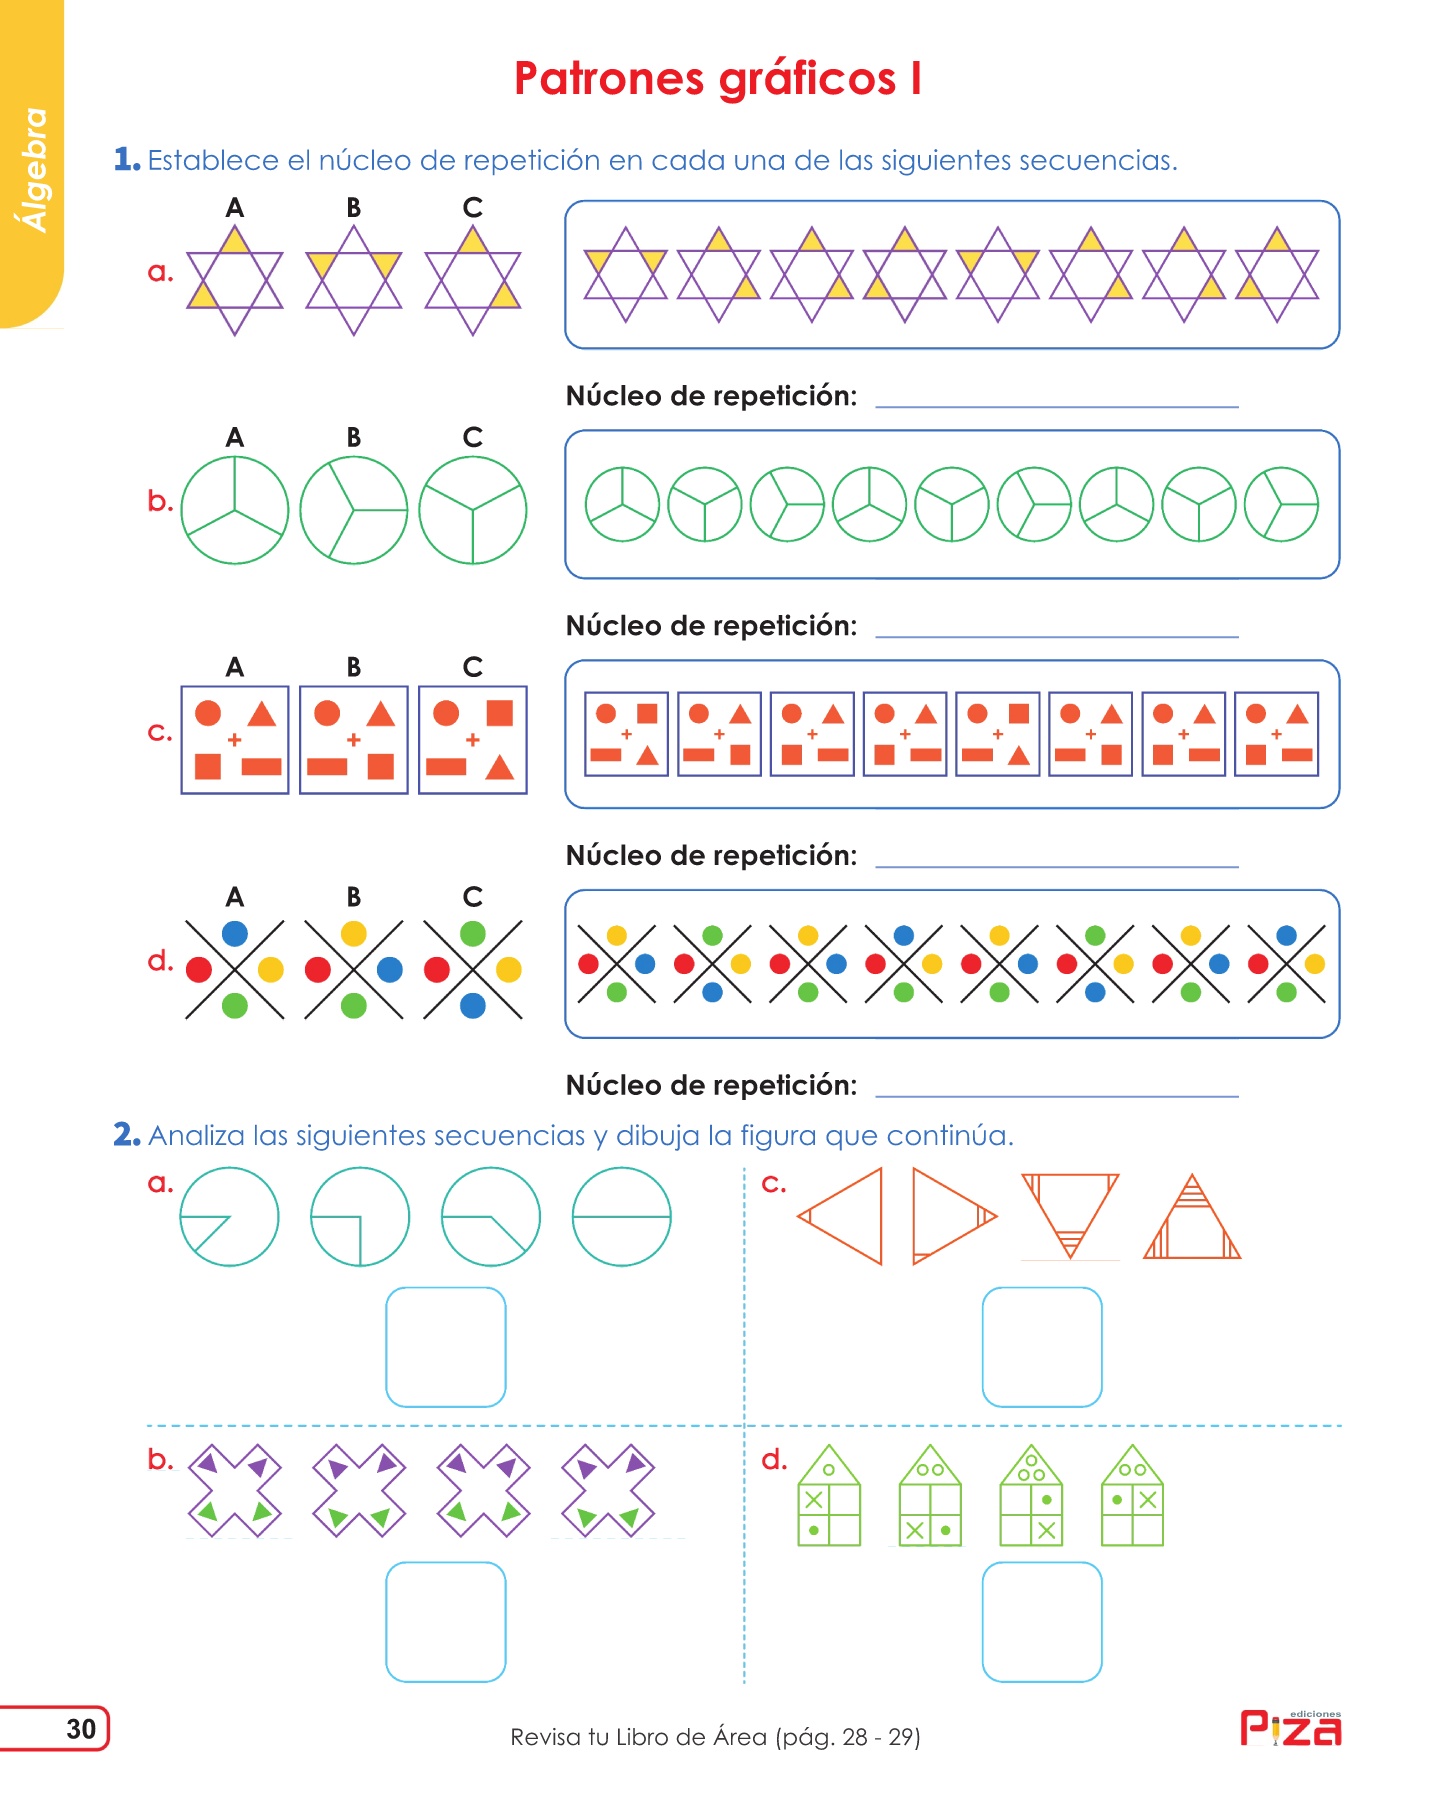 Álgebra
Patrones gráficos I
1. Establece el núcleo de repetición en cada una de las siguientes secuencias.
A B C
a.
Núcleo de repetición:
A B C
b.
Núcleo de repetición:
A B C
c.
Núcleo de repetición:
A B C
d.
Núcleo de repetición:
2. Analiza las siguientes secuencias y dibuja la figura que continúa.
a.
c.
b.
d.
30
Revisa tu Libro de Área (pág. 28 - 29)
ediciones
Piza